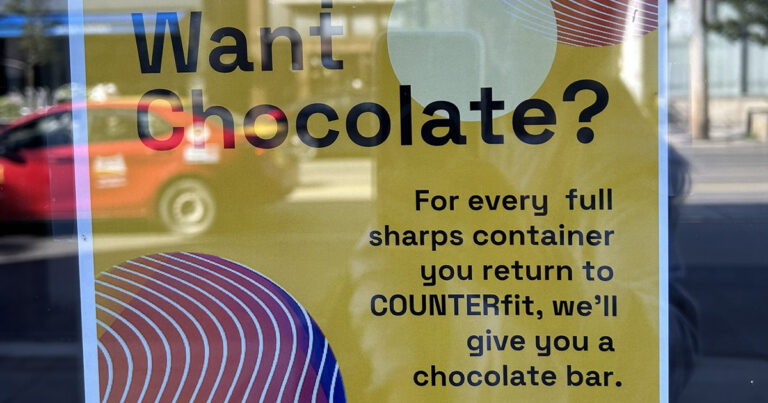 Want
Chocolate?
For every full
sharps container
you return to
COUNTERfit, we'll
give you a
chocolate bar.